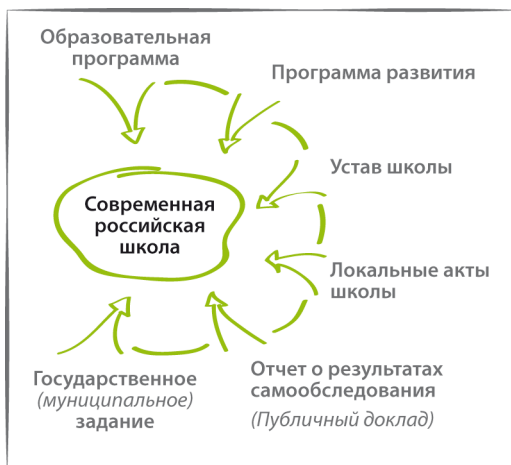 Образовательная
программа
Программа развития
Устав школы
Современная
российская
школа
Локальные акты
школы
Государственное
(муниципальное)
задание
Отчет о результатах
самообследования
(Публичный доклад)